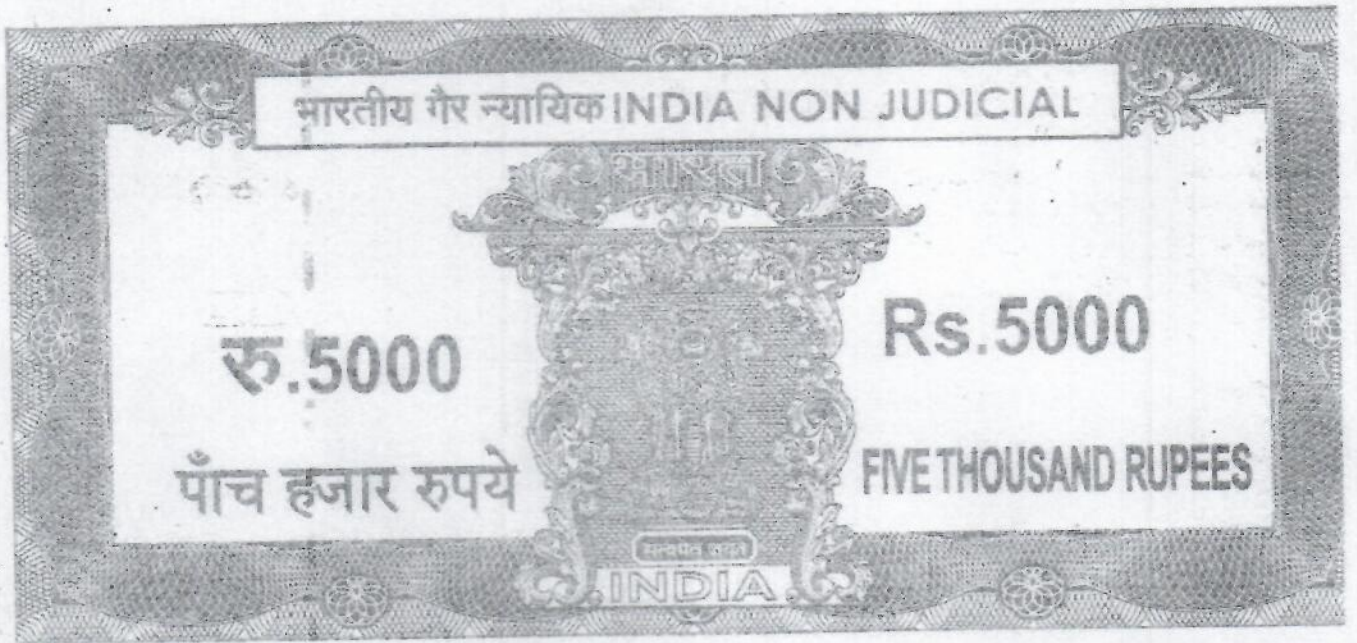 भारतीय गैर न्यायिक INDIA NON JUDICIAL
भारत
रु.5000
Rs.5000
पाँच हजार रुपये
FIVE THOUSAND RUPEES
सत्यमेव जयते
INDIA